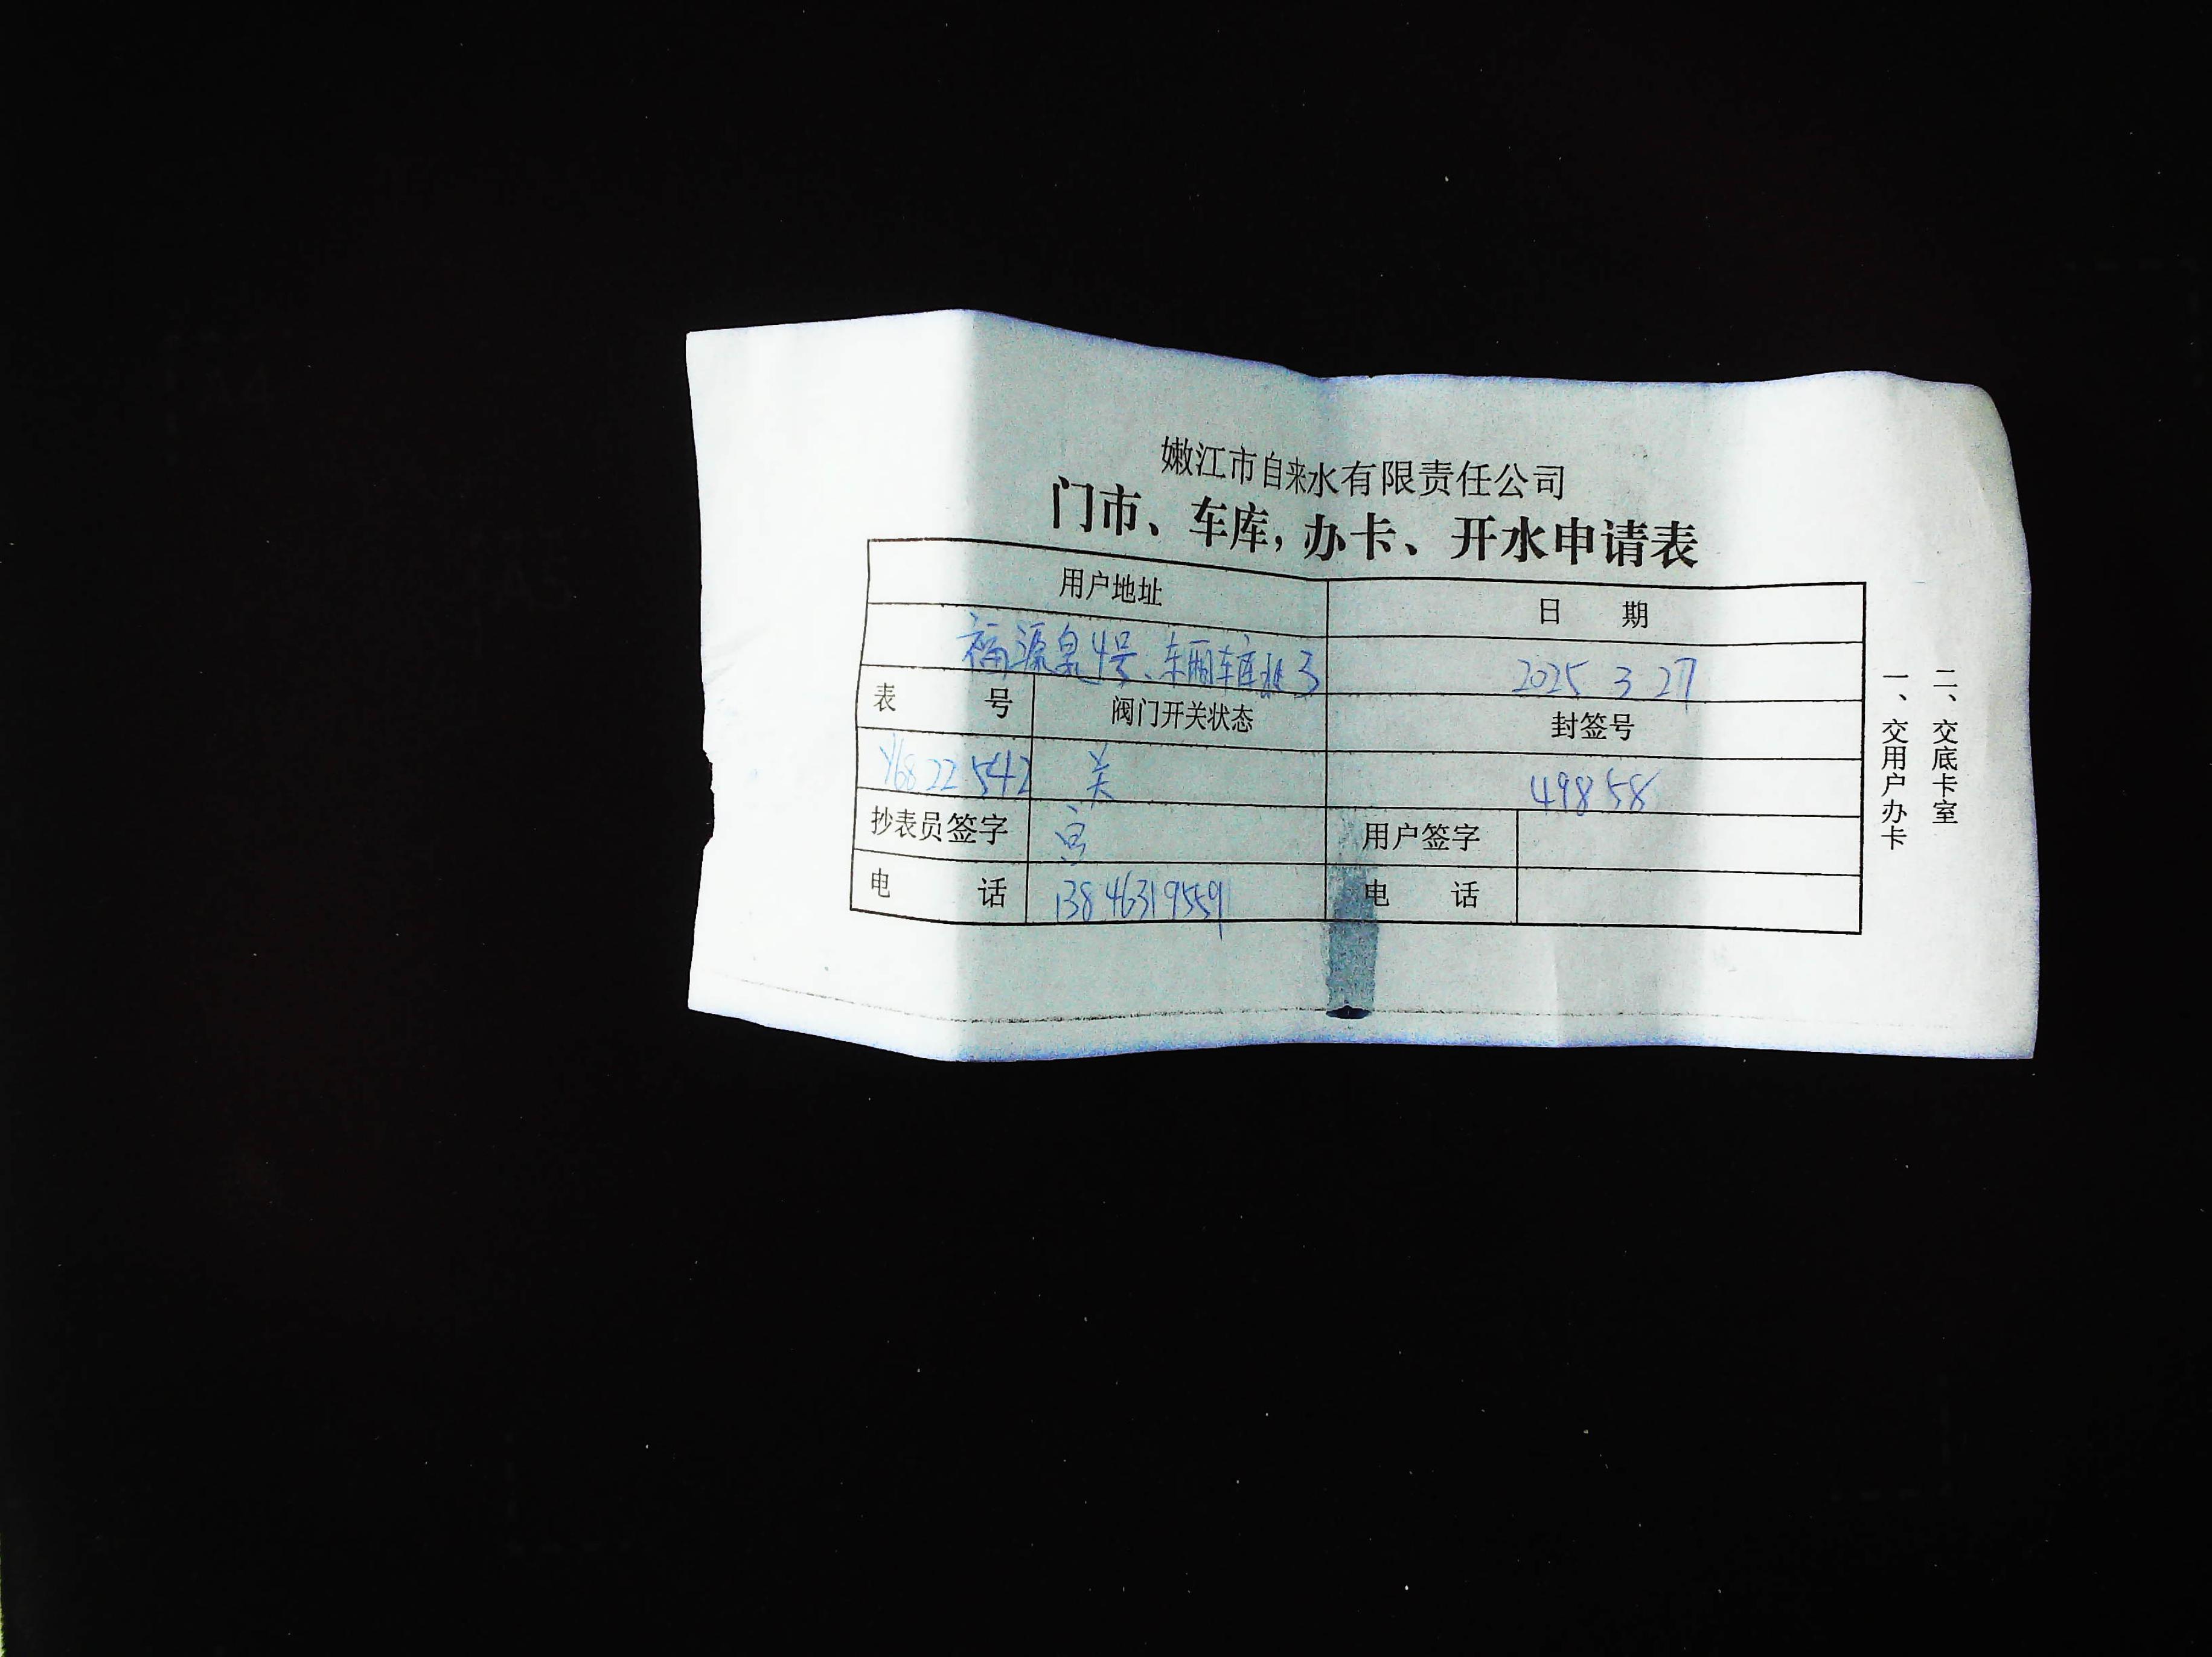 嫩江市自来水有限责任公司
门市、车库，办卡、开水申请表
用户地址 日 期
福源泉4号、车厢车库 3 2025 3 27
表 号 阀门开关状态 封签号
Y6822542 关 49858
抄表员签字 宫 用户签字
电 话 13846319559 电 话
一、交用户办卡
二、交底卡室